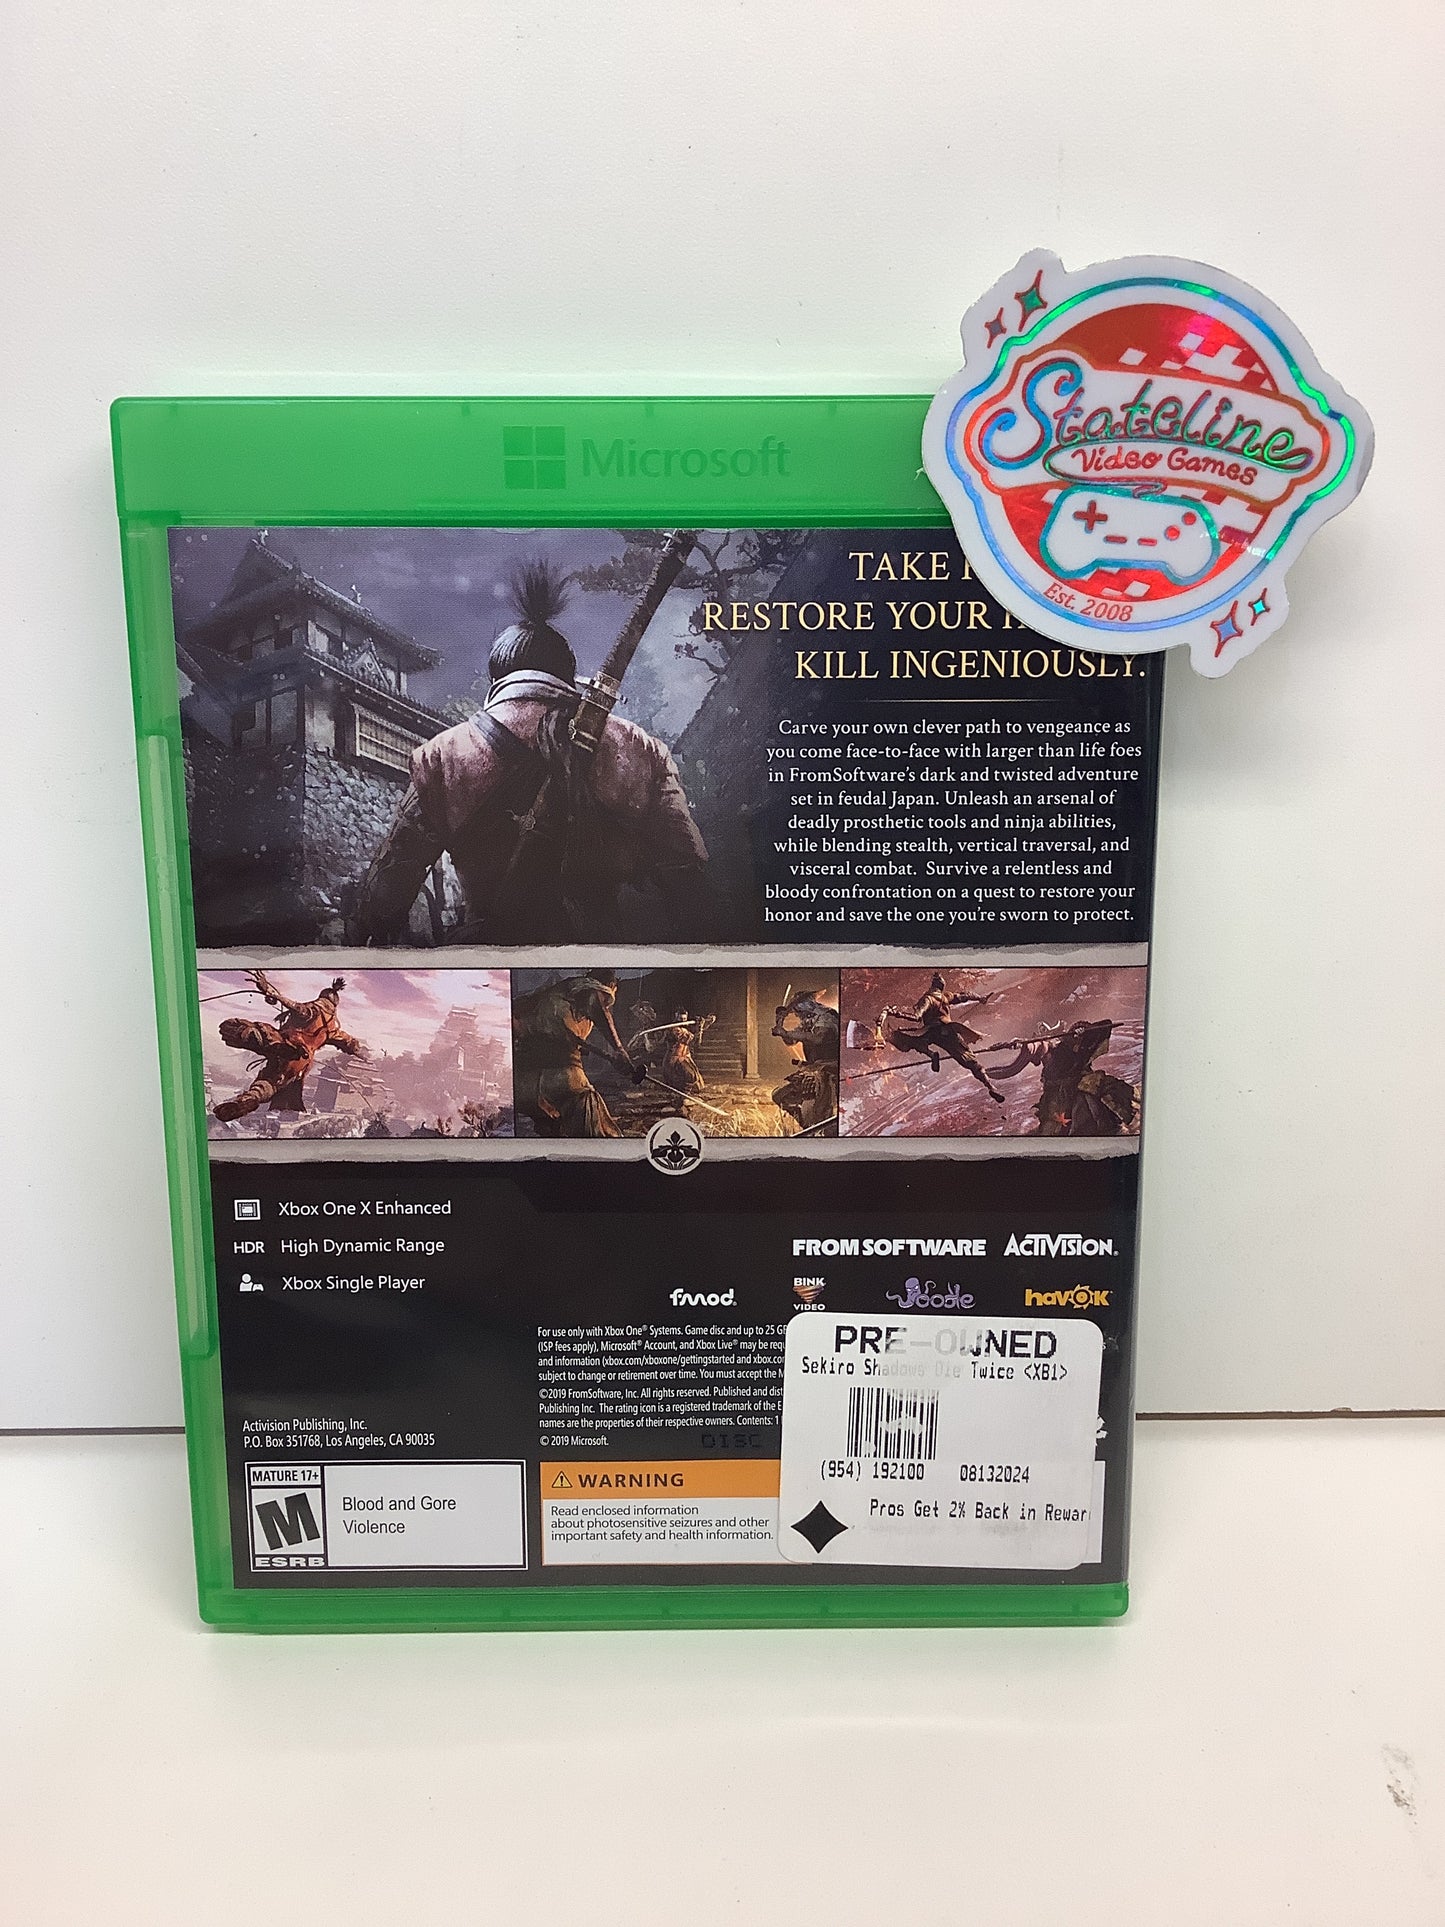 Stateline
Video Games
Est. 2008
Microsoft
TAKE
RESTORE YOUR
KILL INGENIOUSLY.
Carve your own clever path to vengeance as
you come face-to-face with larger than life foes
in FromSoftware's dark and twisted adventure
set in feudal Japan. Unleash an arsenal of
deadly prosthetic tools and ninja abilities,
while blending stealth, vertical traversal, and
visceral combat. Survive a relentless and
bloody confrontation on a quest to restore your
honor and save the one you're sworn to protect.
Xbox One X Enhanced
HDR High Dynamic Range
Xbox Single Player
FROMSOFTWARE ACTIVISION.
fmod. BINK VIDEO Oodle havok
For use only with Xbox One® Systems. Game disc and up to 25
(ISP fees apply), Microsoft® Account, and Xbox Live® may be
and information (xbox.com/xboxone/gettingstarted and
subject to change or retirement over time. You must accept the
©2019 FromSoftware, Inc. All rights reserved. Published and
Publishing Inc. The rating icon is a registered trademark of the
names are the properties of their respective owners. Contents: 1
© 2019 Microsoft.
DISC
Activision Publishing, Inc.
P.O. Box 351768, Los Angeles, CA 90035
MATURE 17+
M
ESRB
Blood and Gore
Violence
WARNING
Read enclosed information
about photosensitive seizures and other
important safety and health information.
PRE-OWNED
Sekiro Shadows Die Twice <XB1>
(954) 192100 08132024
Pros Get 2% Back in